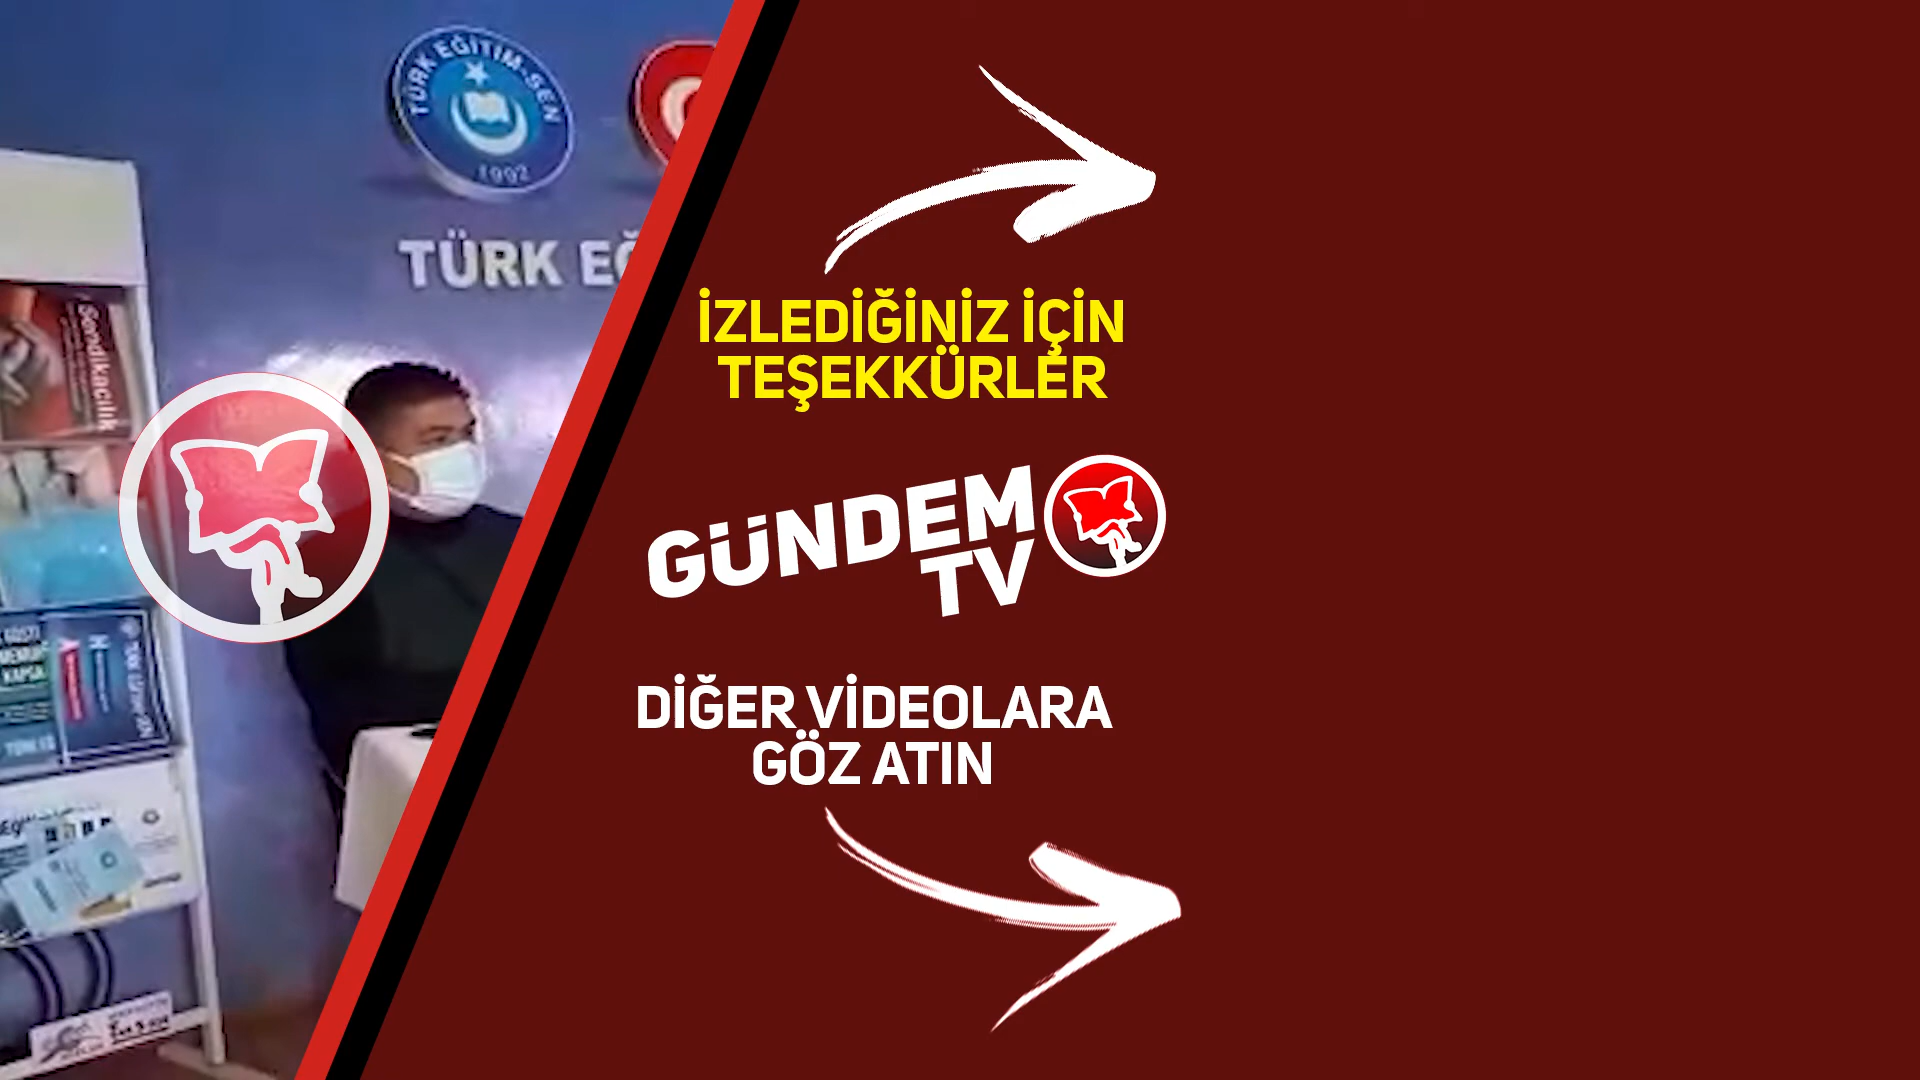 TÜRK EĞİTİM-SEN
1992
TÜRK EĞ
Sendikacılık
İZLEDİĞİNİZ İÇİN
TEŞEKKÜRLER
GÜNDEM
TV
DİĞER VİDEOLARA
GÖZ ATIN